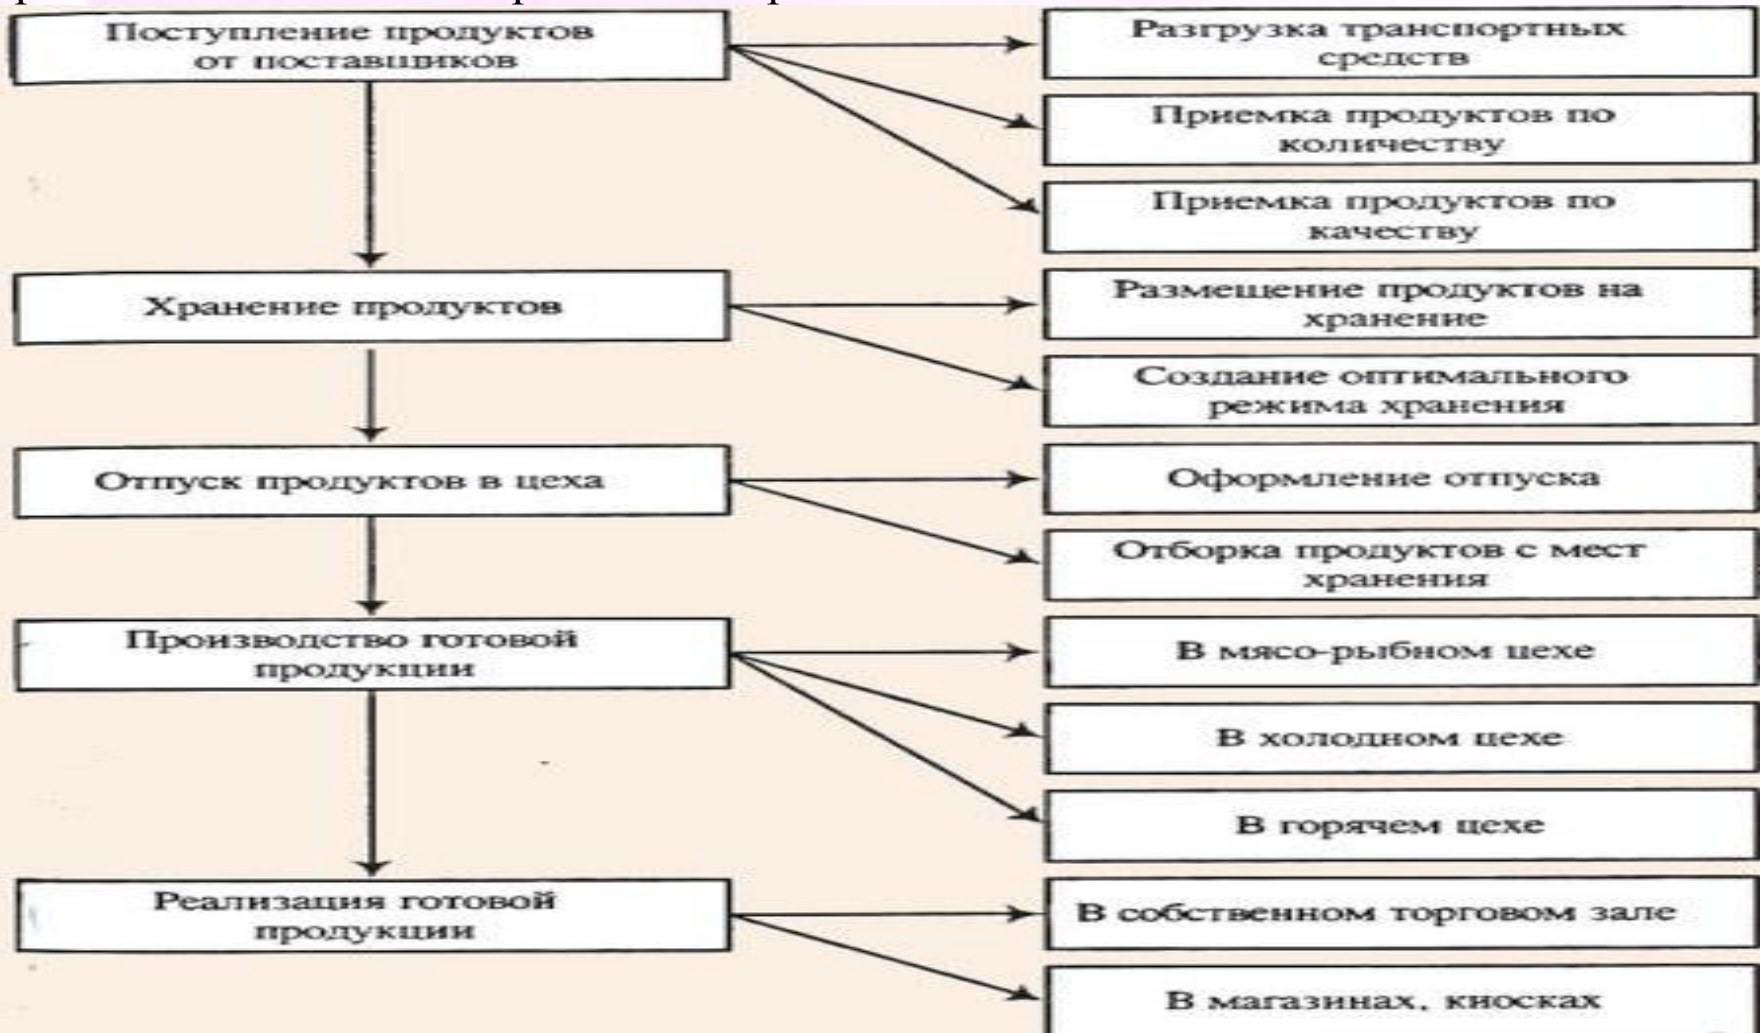 Поступление продуктов
от поставщиков
Разгрузка транспортных
средств
Приемка продуктов по
количеству
Приемка продуктов по
качеству
Хранение продуктов
Размещение продуктов на
хранение
Создание оптимального
режима хранения
Отпуск продуктов в цеха
Оформление отпуска
Отборка продуктов с мест
хранения
Производство готовой
продукции
В мясо-рыбном цехе
В холодном цехе
В горячем цехе
Реализация готовой
продукции
В собственном торговом зале
В магазинах, киосках